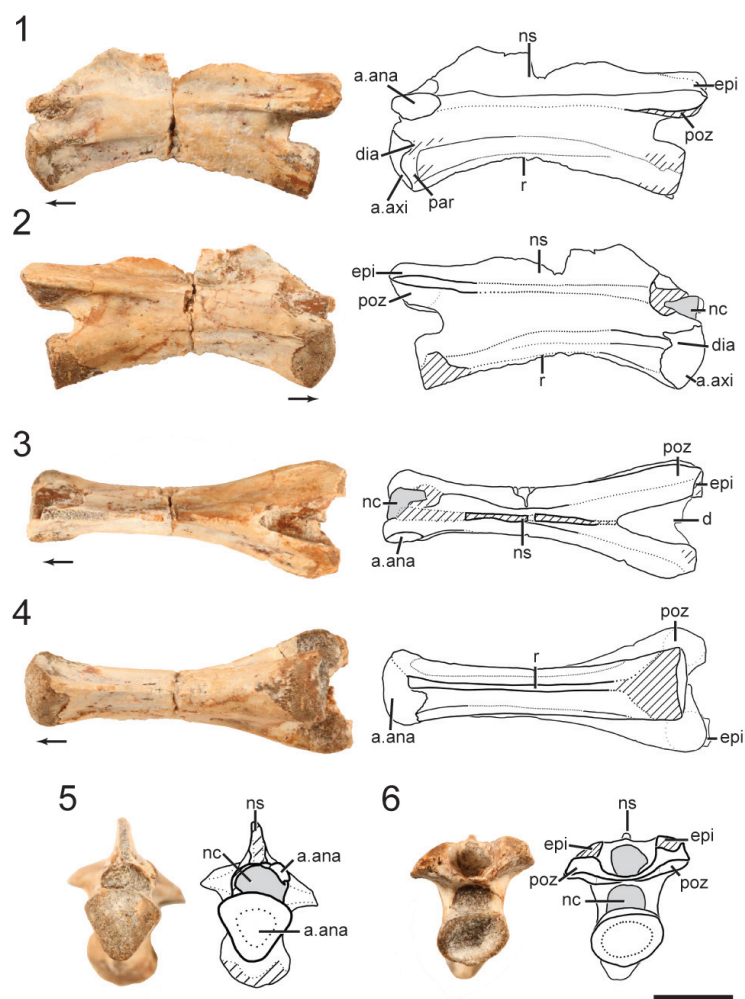 1
ns
a.ana
epi
poz
dia
a.axi
par
r
2
ns
epi
poz
nc
dia
r
a.axi
3
poz
nc
epi
d
a.ana
ns
4
poz
r
a.ana
epi
5
ns
nc
a.ana
a.ana
6
ns
epi
epi
poz
poz
nc